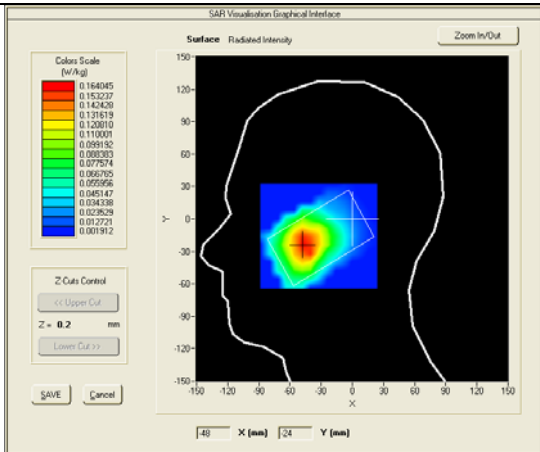 SAR Visualisation Graphical Interface
Surface Radiated Intensity
Zoom In/Out
Colors Scale
(W/kg)
0.164045
0.153237
0.142428
0.131619
0.120810
0.110001
0.099192
0.088383
0.077574
0.066765
0.055956
0.045147
0.034338
0.023529
0.012721
0.001912
Z-Cuts Control
<< Upper Cut
Z = 0.2 mm
Lower Cut >>
SAVE Cancel
150-
120-
90-
60-
30-
0-
-30-
-60-
-90-
-120-
-150-
Y
-150 -120 -90 -60 -30 0 30 60 90 120 150
X
-48 X (mm) -24 Y (mm)